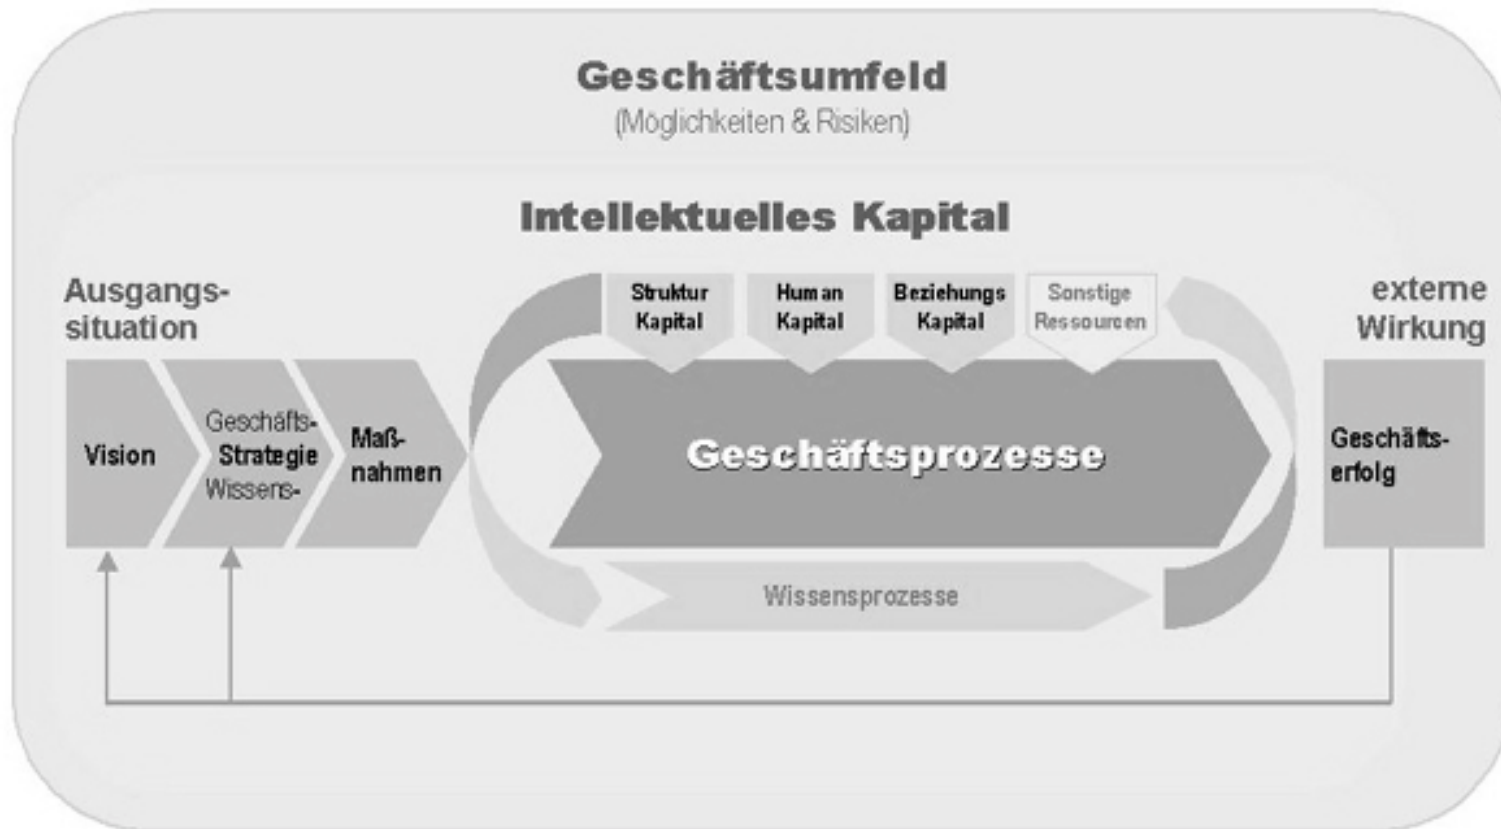 Geschäftsumfeld
(Möglichkeiten & Risiken)
Intellektuelles Kapital
Ausgangs-
situation
Struktur
Kapital
Human
Kapital
Beziehungs
Kapital
Sonstige
Ressourcen
externe
Wirkung
Vision
Geschäfts-
Strategie
Wissens-
Maß-
nahmen
Geschäftsprozesse
Geschäfts-
erfolg
Wissensprozesse